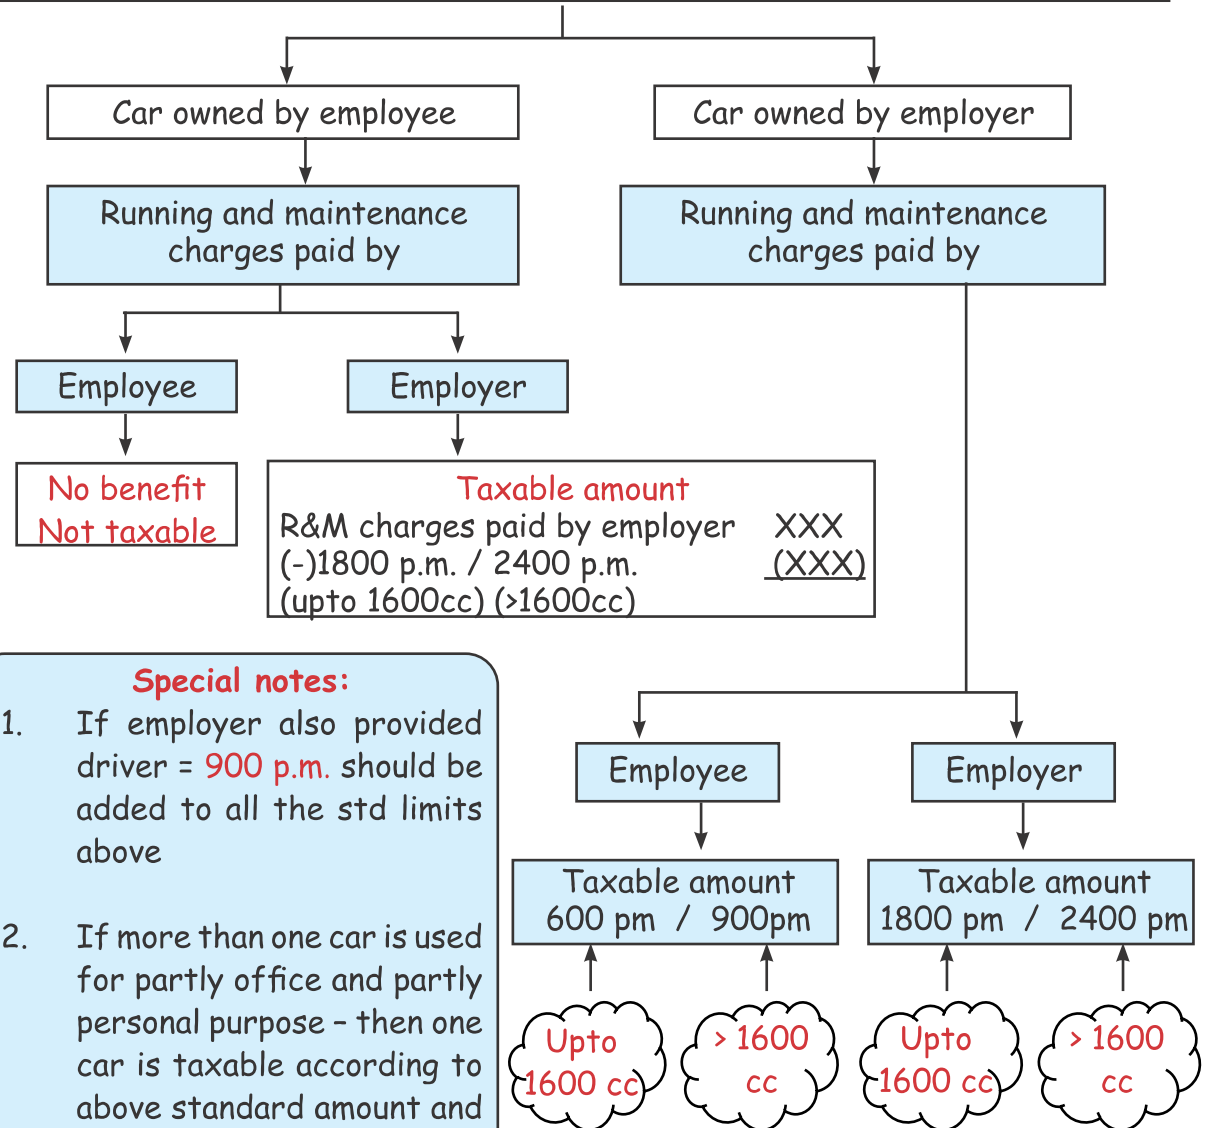 Car owned by employee
Car owned by employer
Running and maintenance
charges paid by
Running and maintenance
charges paid by
Employee
Employer
No benefit
Not taxable
Taxable amount
R&M charges paid by employer XXX
(-)1800 p.m. / 2400 p.m. (XXX)
(upto 1600cc) (>1600cc)
Special notes:
1. If employer also provided
driver = 900 p.m. should be
added to all the std limits
above
2. If more than one car is used
for partly office and partly
personal purpose – then one
car is taxable according to
above standard amount and
Employee
Employer
Taxable amount
600 pm / 900pm
Taxable amount
1800 pm / 2400 pm
Upto
1600 cc
> 1600
cc
Upto
1600 cc
> 1600
cc